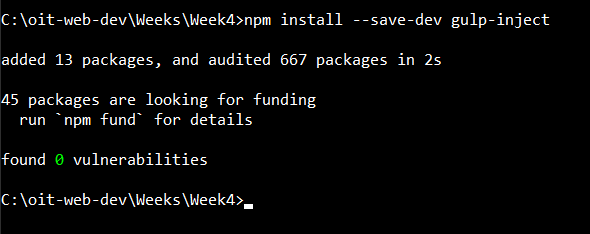 C:\oit-web-dev\Weeks\Week4>npm install --save-dev gulp-inject
added 13 packages, and audited 667 packages in 2s
45 packages are looking for funding
  run `npm fund` for details
found 0 vulnerabilities
C:\oit-web-dev\Weeks\Week4>